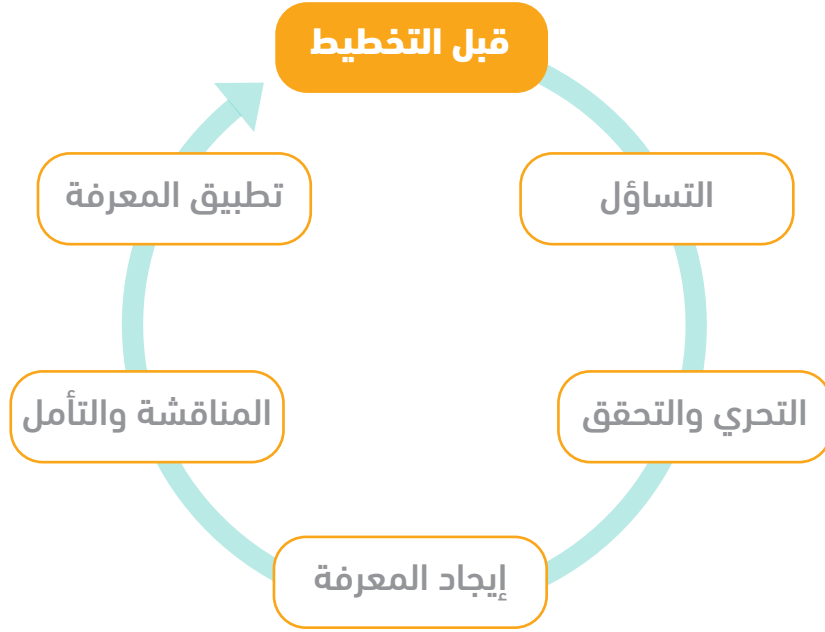 قبل التخطيط
التساؤل
التحري والتحقق
إيجاد المعرفة
المناقشة والتأمل
تطبيق المعرفة